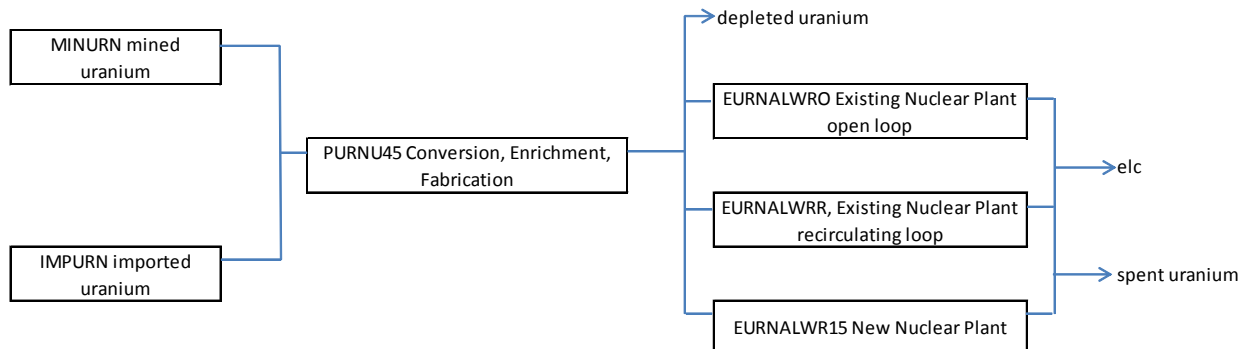 depleted uranium
MINURN mined
uranium
EURNALWRO Existing Nuclear Plant
open loop
PURNU45 Conversion, Enrichment,
Fabrication
elc
EURNALWRR, Existing Nuclear Plant
recirculating loop
IMPURN imported
uranium
spent uranium
EURNALWR15 New Nuclear Plant